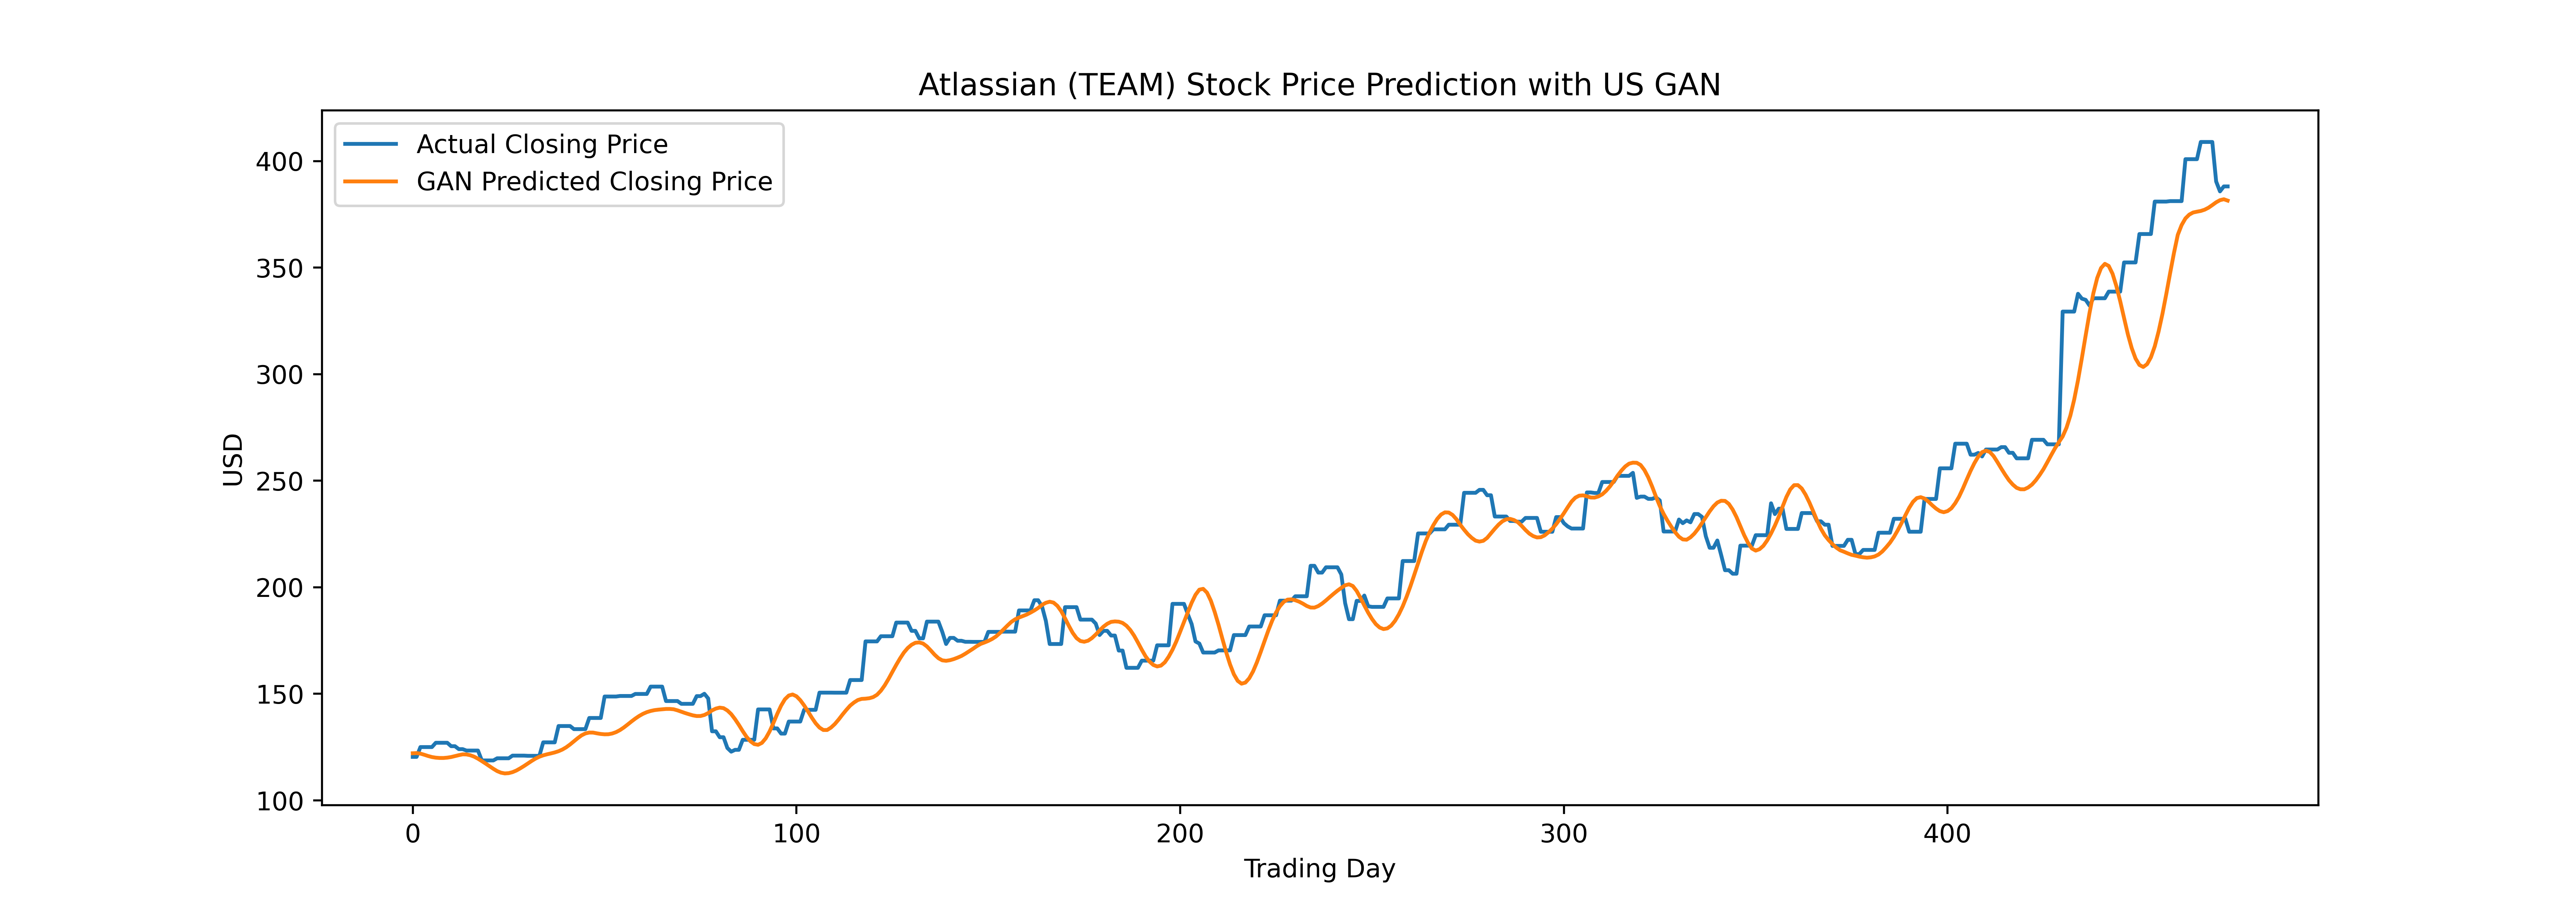 Atlassian (TEAM) Stock Price Prediction with US GAN
Actual Closing Price
GAN Predicted Closing Price
400
350
300
250
200
150
100
USD
0
100
200
300
400
Trading Day